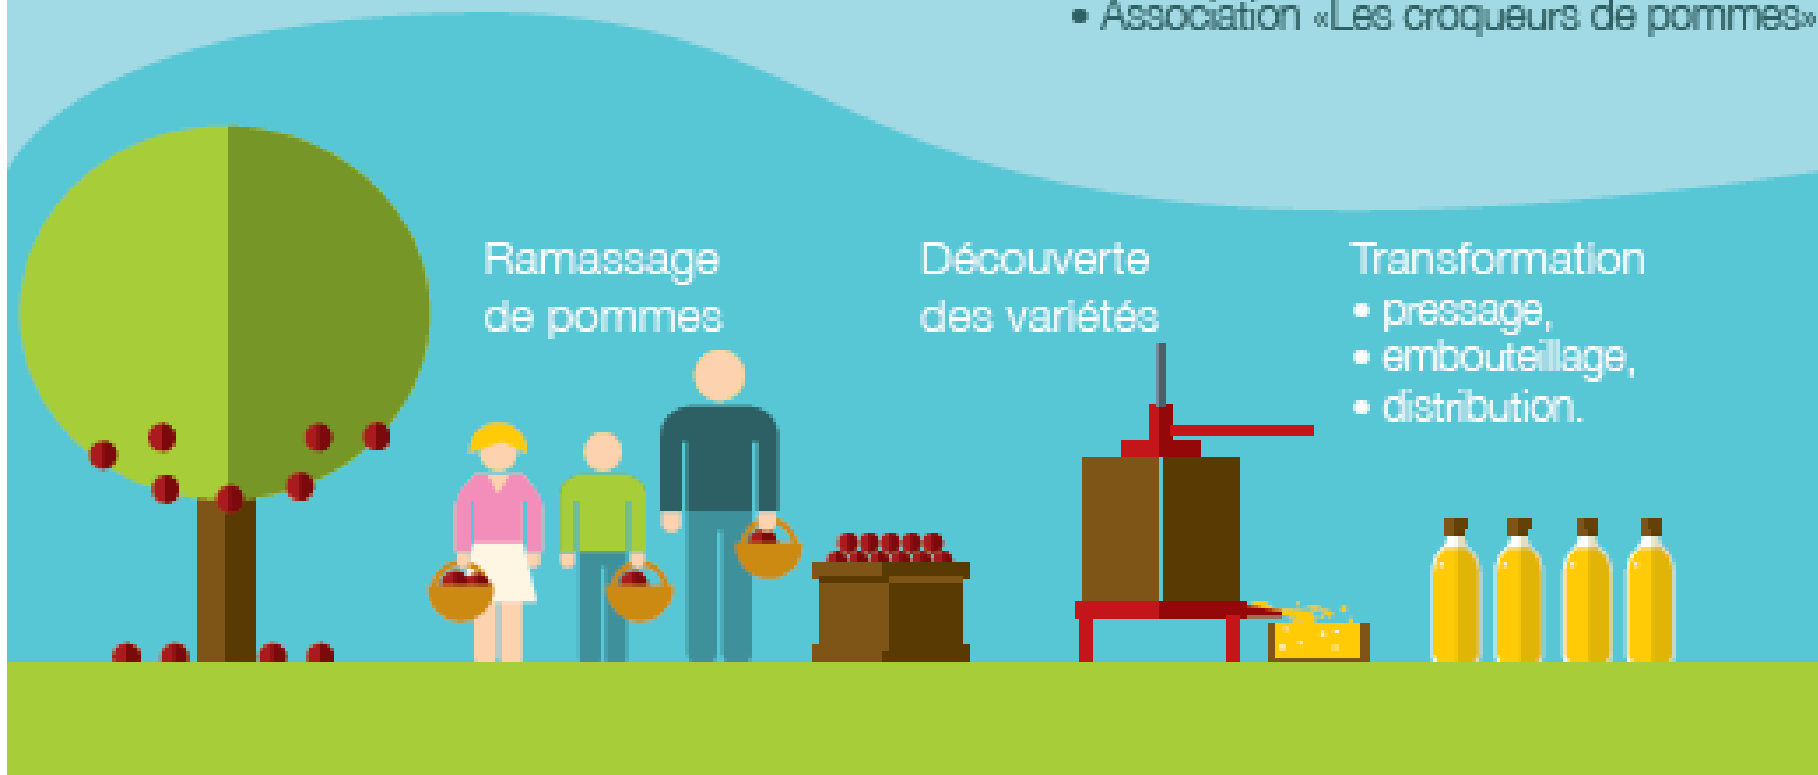 • Association «Les croqueurs de pommes»
Ramassage
de pommes
Découverte
des variétés
Transformation
• pressage,
• embouteillage,
• distribution.